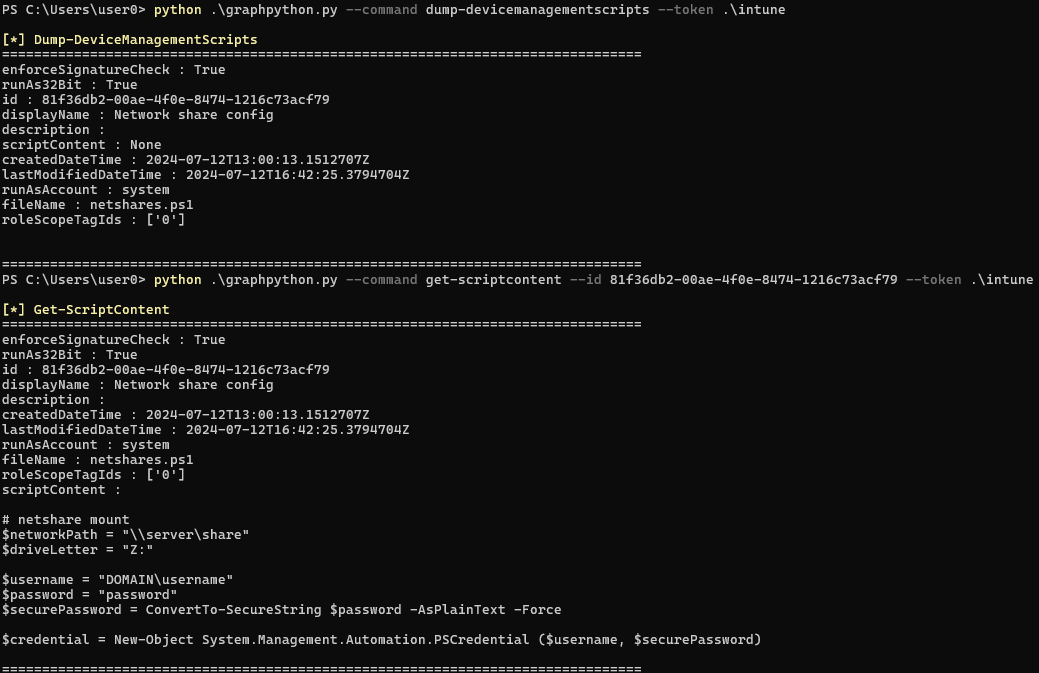 PS C:\Users\user0> python .\graphpython.py --command dump-devicemanagementscripts --token .\intune
[*] Dump-DeviceManagementScripts
================================================================================
enforceSignatureCheck : True
runAs32Bit : True
id : 81f36db2-00ae-4f0e-8474-1216c73acf79
displayName : Network share config
description :
scriptContent : None
createdDateTime : 2024-07-12T13:00:13.1512707Z
lastModifiedDateTime : 2024-07-12T16:42:25.3794704Z
runAsAccount : system
fileName : netshares.ps1
roleScopeTagIds : ['0']
================================================================================
PS C:\Users\user0> python .\graphpython.py --command get-scriptcontent --id 81f36db2-00ae-4f0e-8474-1216c73acf79 --token .\intune
[*] Get-ScriptContent
================================================================================
enforceSignatureCheck : True
runAs32Bit : True
id : 81f36db2-00ae-4f0e-8474-1216c73acf79
displayName : Network share config
description :
createdDateTime : 2024-07-12T13:00:13.1512707Z
lastModifiedDateTime : 2024-07-12T16:42:25.3794704Z
runAsAccount : system
fileName : netshares.ps1
roleScopeTagIds : ['0']
scriptContent :
# netshare mount
$networkPath = "\\server\share"
$driveLetter = "Z:"
$username = "DOMAIN\username"
$password = "password"
$securePassword = ConvertTo-SecureString $password -AsPlainText -Force
$credential = New-Object System.Management.Automation.PSCredential ($username, $securePassword)
================================================================================